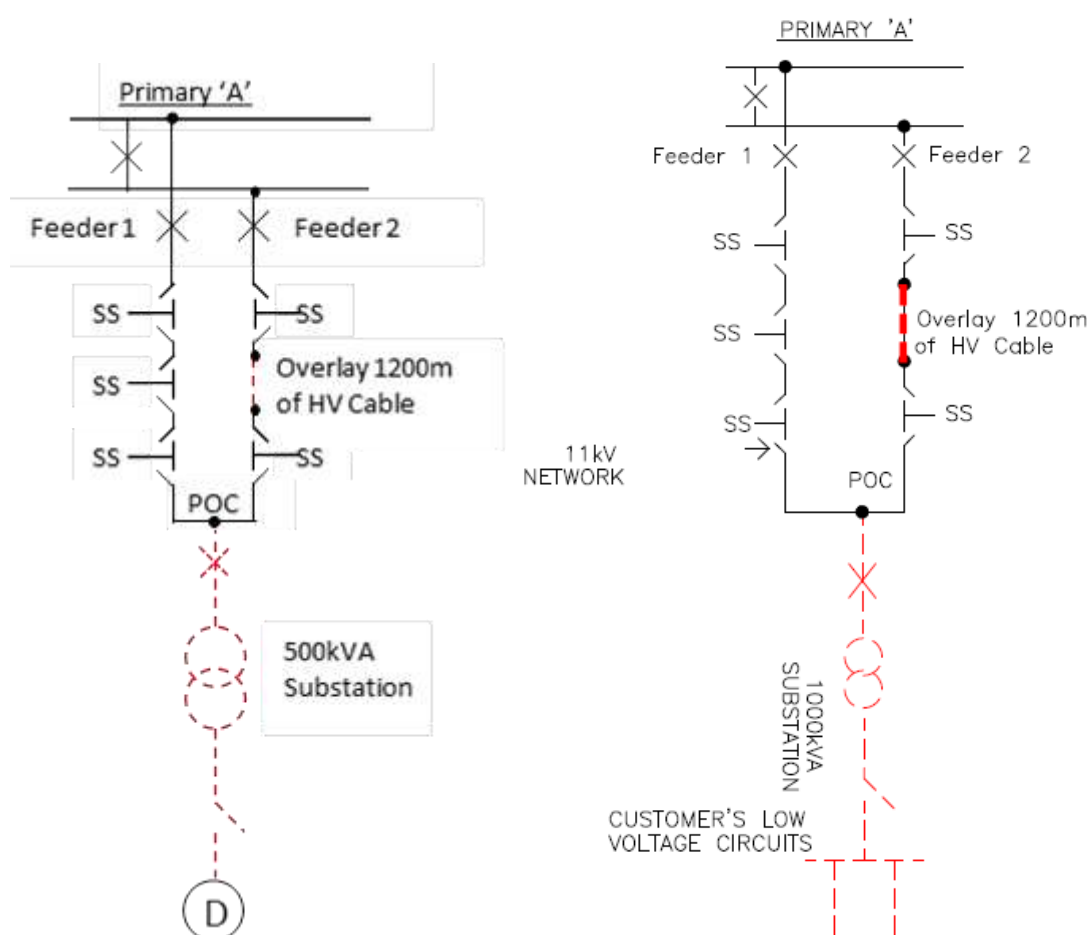 Primary ‘A’
Feeder 1
Feeder 2
SS
SS
SS
Overlay 1200m
of HV Cable
SS
SS
POC
500kVA
Substation
D
PRIMARY 'A'
Feeder 1
Feeder 2
SS
SS
SS
Overlay 1200m
of HV Cable
SS
SS
11kV
NETWORK
POC
1000kVA
SUBSTATION
CUSTOMER'S LOW
VOLTAGE CIRCUITS